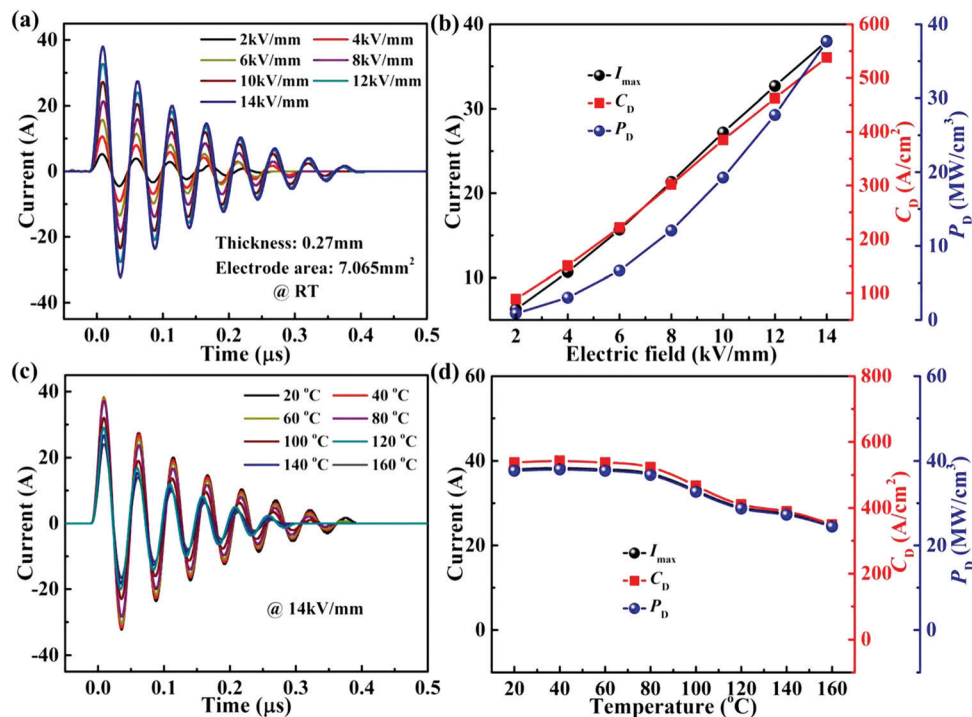 (a)
40
20
0
-20
-40
Current (A)
2kV/mm 4kV/mm
6kV/mm 8kV/mm
10kV/mm 12kV/mm
14kV/mm
Thickness: 0.27mm
Electrode area: 7.065mm²
@ RT
0.0 0.1 0.2 0.3 0.4 0.5
Time (μs)
(b)
40
30
20
10
Current (A)
Imax
CD
PD
2 4 6 8 10 12 14
Electric field (kV/mm)
600
500
400
300
200
100
CD (A/cm²)
40
30
20
10
0
PD (MW/cm³)
(c)
40
20
0
-20
-40
Current (A)
20 °C 40 °C
60 °C 80 °C
100 °C 120 °C
140 °C 160 °C
@ 14kV/mm
0.0 0.1 0.2 0.3 0.4 0.5
Time (μs)
(d)
60
45
30
15
0
Current (A)
Imax
CD
PD
20 40 60 80 100 120 140 160
Temperature (°C)
800
600
400
200
0
CD (A/cm²)
60
40
20
0
PD (MW/cm³)